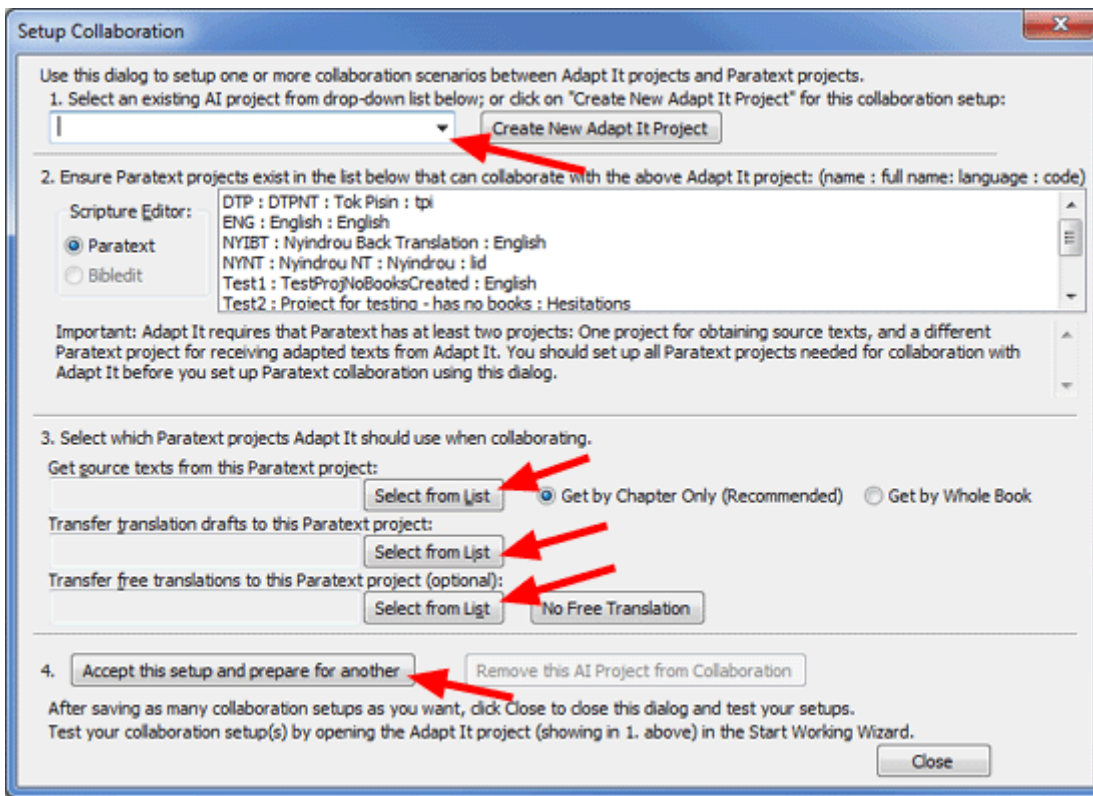 Setup Collaboration
Use this dialog to setup one or more collaboration scenarios between Adapt It projects and Paratext projects.
1. Select an existing AI project from drop-down list below; or click on "Create New Adapt It Project" for this collaboration setup:
Create New Adapt It Project
2. Ensure Paratext projects exist in the list below that can collaborate with the above Adapt It project: (name : full name: language : code)
Scripture Editor:
Paratext
Bibledit
DTP : DTPNT : Tok Pisin : tpi
ENG : English : English
NYIBT : Nyindrou Back Translation : English
NYNT : Nyindrou NT : Nyindrou : lid
Test1 : TestProjNoBooksCreated : English
Test2 : Project for testing - has no books : Hesitations
Important: Adapt It requires that Paratext has at least two projects: One project for obtaining source texts, and a different
Paratext project for receiving adapted texts from Adapt It. You should set up all Paratext projects needed for collaboration with
Adapt It before you set up Paratext collaboration using this dialog.
3. Select which Paratext projects Adapt It should use when collaborating.
Get source texts from this Paratext project:
Select from List Get by Chapter Only (Recommended) Get by Whole Book
Transfer translation drafts to this Paratext project:
Select from List
Transfer free translations to this Paratext project (optional):
Select from List No Free Translation
4. Accept this setup and prepare for another Remove this AI Project from Collaboration
After saving as many collaboration setups as you want, click Close to close this dialog and test your setups.
Test your collaboration setup(s) by opening the Adapt It project (showing in 1. above) in the Start Working Wizard.
Close